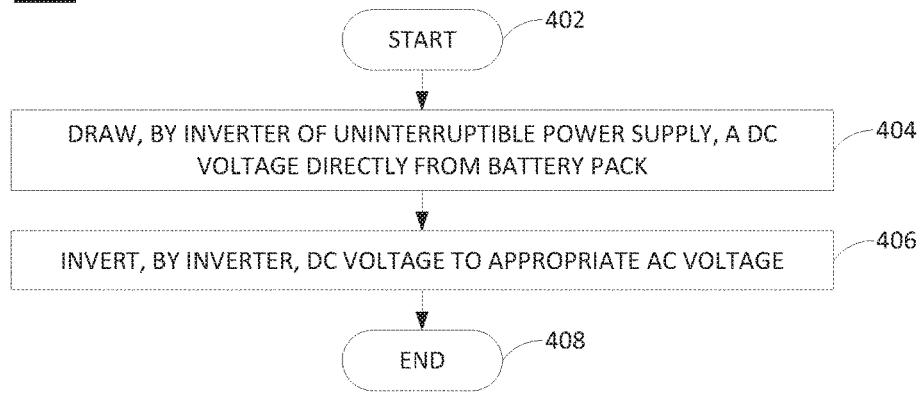 START
402
DRAW, BY INVERTER OF UNINTERRUPTIBLE POWER SUPPLY, A DC
VOLTAGE DIRECTLY FROM BATTERY PACK
404
INVERT, BY INVERTER, DC VOLTAGE TO APPROPRIATE AC VOLTAGE
406
END
408